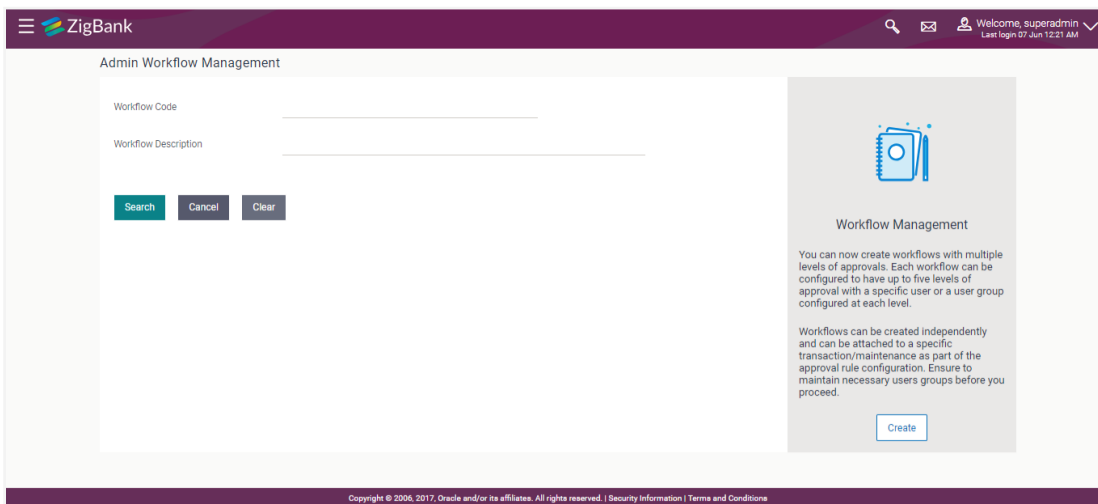 ZigBank
Welcome, superadmin
Last login 07 Jun 12:21 AM
Admin Workflow Management
Workflow Code
Workflow Description
Search Cancel Clear
Workflow Management
You can now create workflows with multiple
levels of approvals. Each workflow can be
configured to have up to five levels of
approval with a specific user or a user group
configured at each level.
Workflows can be created independently
and can be attached to a specific
transaction/maintenance as part of the
approval rule configuration. Ensure to
maintain necessary users groups before you
proceed.
Create
Copyright © 2006, 2017, Oracle and/or its affiliates. All rights reserved. | Security Information | Terms and Conditions